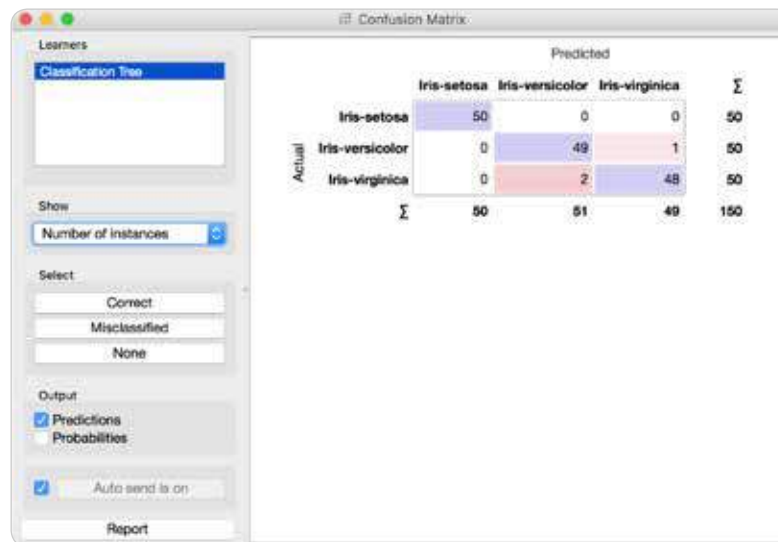 Confusion Matrix
Learners
Classification Tree
Show
Number of instances
Select
Correct
Misclassified
None
Output
Predictions
Probabilities
Auto send is on
Report
Predicted
Iris-setosa Iris-versicolor Iris-virginica Σ
Actual
Iris-setosa 50 0 0 50
Iris-versicolor 0 49 1 50
Iris-virginica 0 2 48 50
Σ 50 51 49 150